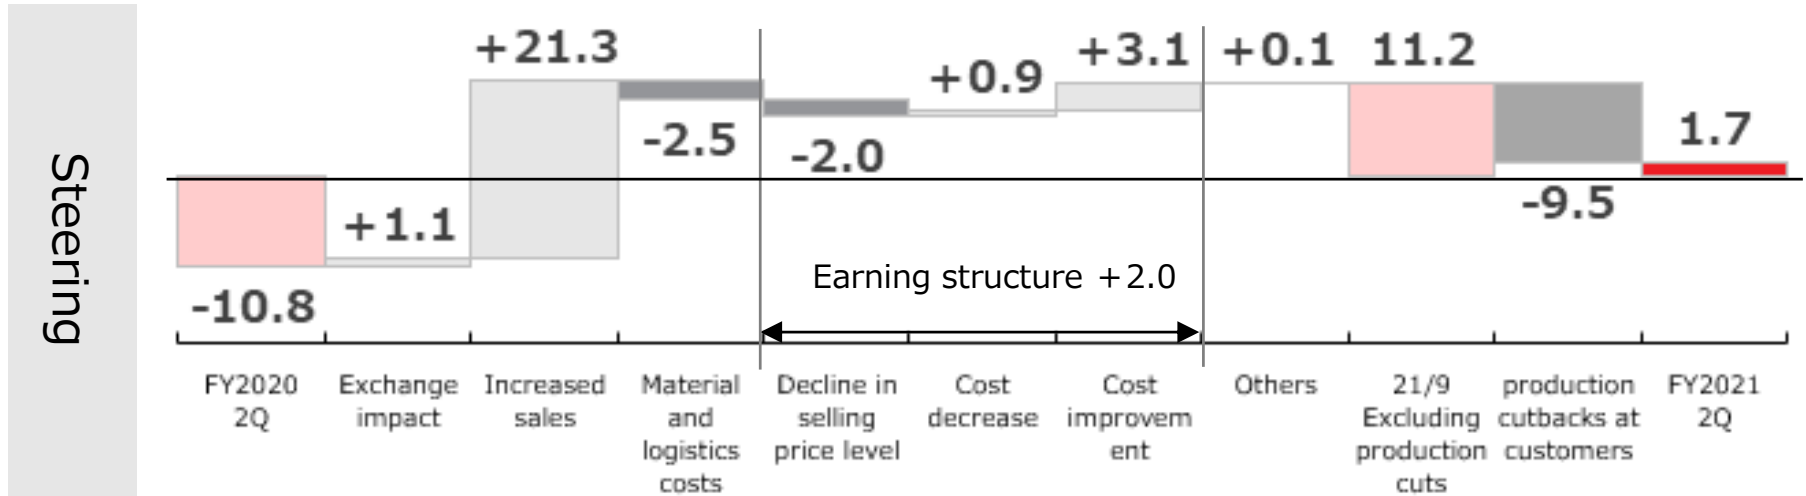 Steering
+21.3
+0.9
+3.1
+0.1
11.2
-2.5
-2.0
1.7
+1.1
-9.5
-10.8
Earning structure +2.0
FY2020
2Q
Exchange
impact
Increased
sales
Material
and
logistics
costs
Decline in
selling
price level
Cost
decrease
Cost
improvem
ent
Others
21/9
Excluding
production
cuts
production
cutbacks at
customers
FY2021
2Q